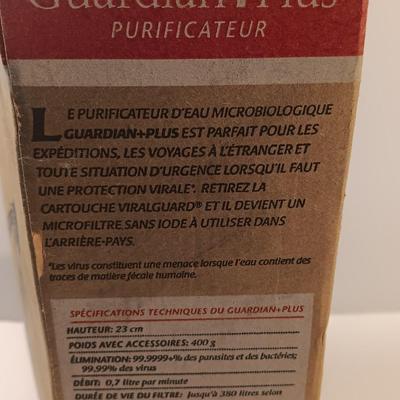 Guardian+Plus
PURIFICATEUR
LE PURIFICATEUR D'EAU MICROBIOLOGIQUE
GUARDIAN+PLUS EST PARFAIT POUR LES
EXPÉDITIONS, LES VOYAGES À L'ÉTRANGER ET
TOUTE SITUATION D'URGENCE LORSQU'IL FAUT
UNE PROTECTION VIRALE*. RETIREZ LA
CARTOUCHE VIRALGUARD® ET IL DEVIENT UN
MICROFILTRE SANS IODE À UTILISER DANS
L'ARRIÈRE-PAYS.
*Les virus constituent une menace lorsque l'eau contient des
traces de matière fécale humaine.
SPÉCIFICATIONS TECHNIQUES DU GUARDIAN+PLUS
HAUTEUR: 23 cm
POIDS AVEC ACCESSOIRES: 400 g
ÉLIMINATION: 99.9999+% des parasites et des bactéries;
99.99% des virus
DÉBIT: 0,7 litre par minute
DURÉE DE VIE DU FILTRE: Jusqu'à 380 litres selon